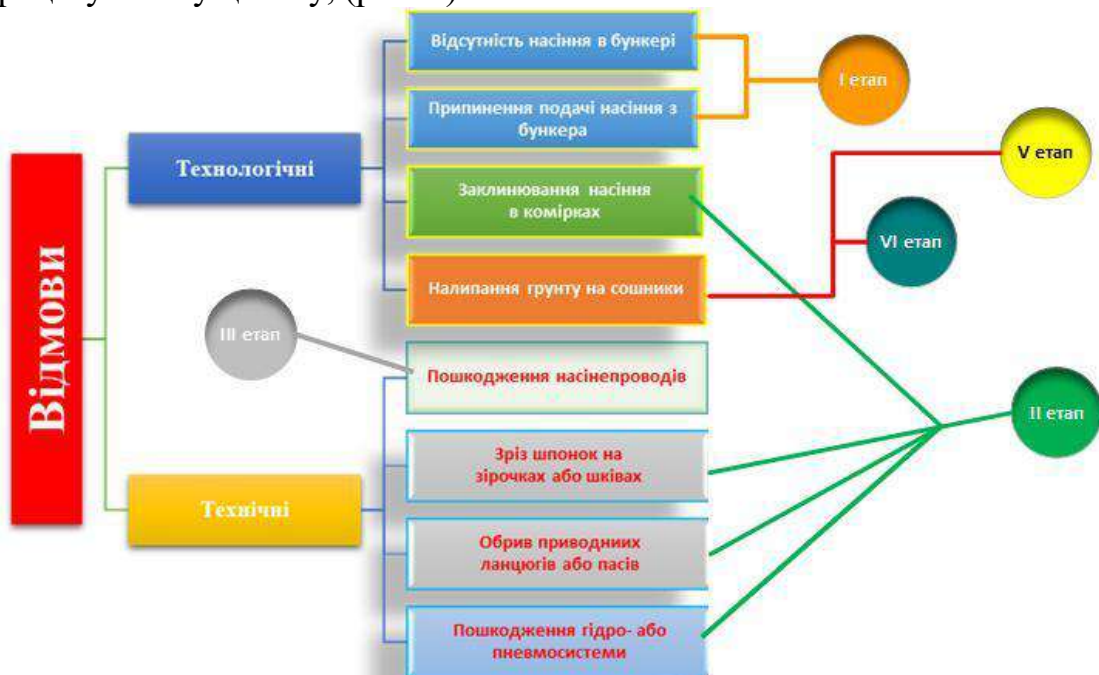 Відсутність насіння в бункері
І етап
Припинення подачі насіння з
бункера
V етап
Технологічні
Заклинювання насіння
в комірках
VI етап
Налипання грунту на сошники
Відмови
ІІІ етап
Пошкодження насінепроводів
ІІ етап
Зріз шпонок на
зірочках або шківах
Технічні
Обрив приводниих
ланцюгів або пасів
Пошкодження гідро- або
пневмосистеми